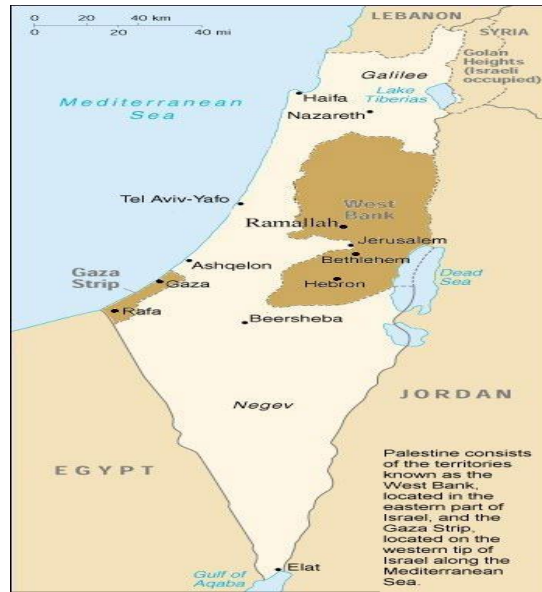 0 20 40 km
0 20 40 mi
LEBANON
SYRIA
Golan
Heights
(Israeli
occupied)
Galilee
Lake
Tiberias
Haifa
Nazareth
Mediterranean
Sea
Tel Aviv-Yafo
West
Bank
Ramallah
Jerusalem
Bethlehem
Ashqelon
Gaza
Strip
Gaza
Hebron
Dead
Sea
Rafa
Beersheba
Negev
JORDAN
EGYPT
Palestine consists
of the territories
known as the
West Bank,
located in the
eastern part of
Israel, and the
Gaza Strip,
located on the
western tip of
Israel along the
Mediterranean
Sea.
Elat
Gulf of
Aqaba